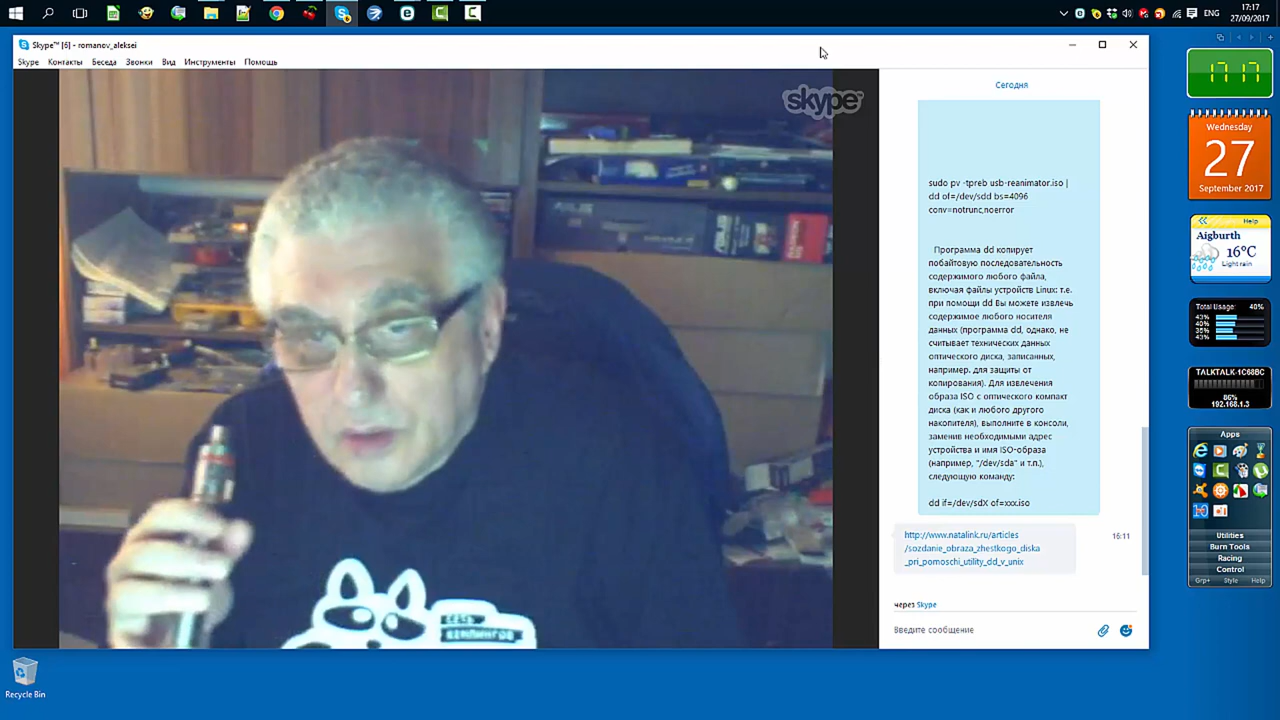 ENG
17:17
27/09/2017
Skype™ [6] - romanov_aleksei
Skype Контакты Беседа Звонки Вид Инструменты Помощь
skype™
Сегодня
sudo pv -tpreb usb-reanimator.iso |
dd of=/dev/sdd bs=4096
conv=notrunc,noerror
Программа dd копирует
побайтовую последовательность
содержимого любого файла,
включая файлы устройств Linux: т.е.
при помощи dd Вы можете извлечь
содержимое любого носителя
данных (программа dd, однако, не
считывает технических данных
оптического диска, записанных,
например, для защиты от
копирования). Для извлечения
образа ISO с оптического компакт
диска (как и любого другого
накопителя), выполните в консоли,
заменив необходимыми адрес
устройства и имя ISO-образа
(например, "/dev/sda" и т.п.),
следующую команду:
dd if=/dev/sdX of=xxx.iso
http://www.natalink.ru/articles
/sozdanie_obraza_zhestkogo_diska
_pri_pomoschi_utility_dd_v_unix
16:11
через Skype
Введите сообщение
17 17
Wednesday
27
September 2017
Help
Aigburth
16°C
Light rain
Total Usage: 40%
43%
40%
35%
43%
TALKTALK-1C68BC
86%
192.168.1.3
Apps
Utilities
Burn Tools
Racing
Control
Grp+ Style Help
Recycle Bin